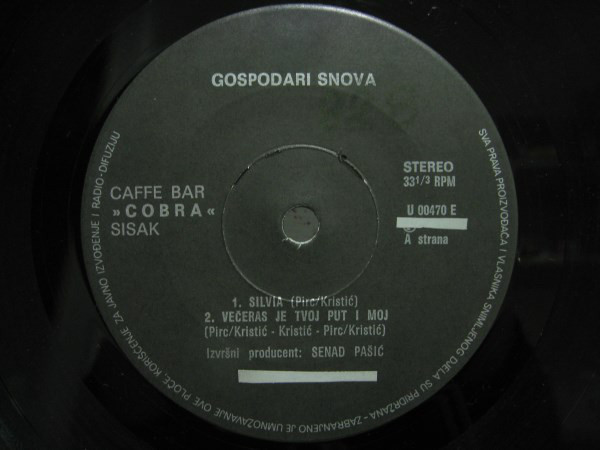 GOSPODARI SNOVA
CAFFE BAR
»COBRA«
SISAK
STEREO
33 1/3 RPM
U 00470 E
A strana
1. SILVIA (Pirc/Kristić)
2. VEČERAS JE TVOJ PUT I MOJ
(Pirc/Kristić - Kristić - Pirc/Kristić)
Izvršni producent: SENAD PAŠIĆ
SVA PRAVA PROIZVOĐAČA I VLASNIKA SNIMLJENOG DJELA SU PRIDRŽANA - ZABRANJENO JE UMNOŽAVANJE OVE PLOČE, KORIŠĆENJE ZA JAVNO IZVOĐENJE I RADIO-DIFUZIJU